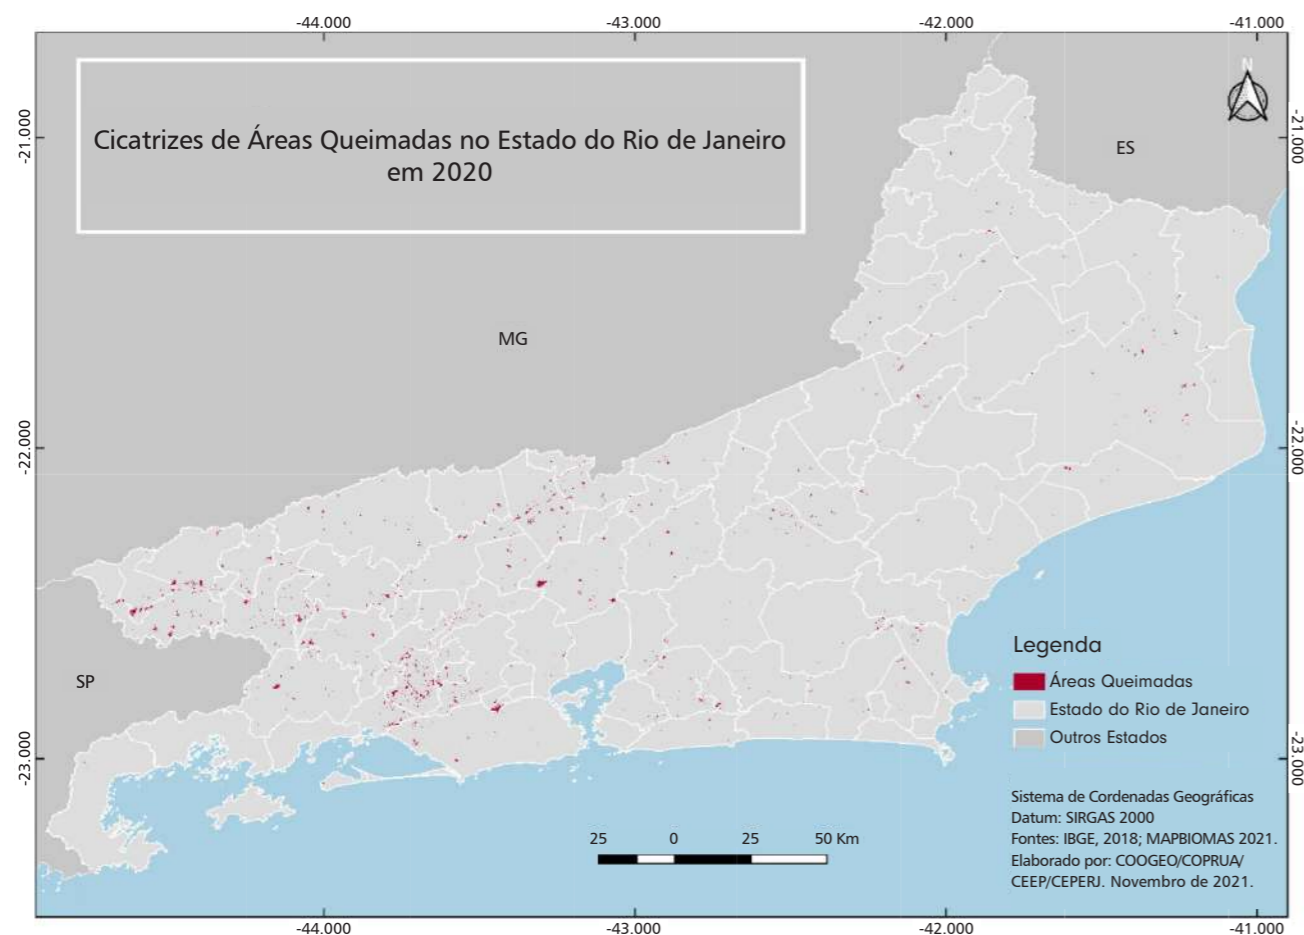 -44.000
-43.000
-42.000
-41.000
Cicatrizes de Áreas Queimadas no Estado do Rio de Janeiro
em 2020
N
-21.000
-21.000
ES
MG
-22.000
-22.000
SP
Legenda
Áreas Queimadas
Estado do Rio de Janeiro
Outros Estados
-23.000
-23.000
Sistema de Cordenadas Geográficas
Datum: SIRGAS 2000
Fontes: IBGE, 2018; MAPBIOMAS 2021.
Elaborado por: COOGEO/COPRUA/
CEEP/CEPERJ. Novembro de 2021.
25 0 25 50 Km
-44.000
-43.000
-42.000
-41.000